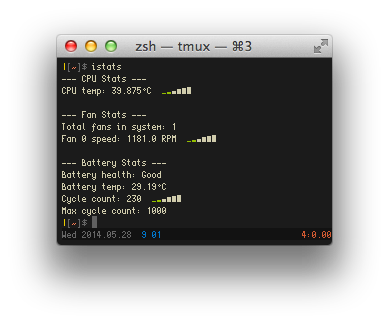 zsh — tmux — ⌘3
[~]$ istats
--- CPU Stats ---
CPU temp: 39.875°C ▁▂▃▅▆▇

--- Fan Stats ---
Total fans in system: 1
Fan 0 speed: 1181.0 RPM ▁▂▃▅▆▇

--- Battery Stats ---
Battery health: Good
Battery temp: 29.19°C
Cycle count: 230 ▁▂▃▅▆▇
Max cycle count: 1000
[~]$
Wed 2014.05.28 9 01 4:0.00